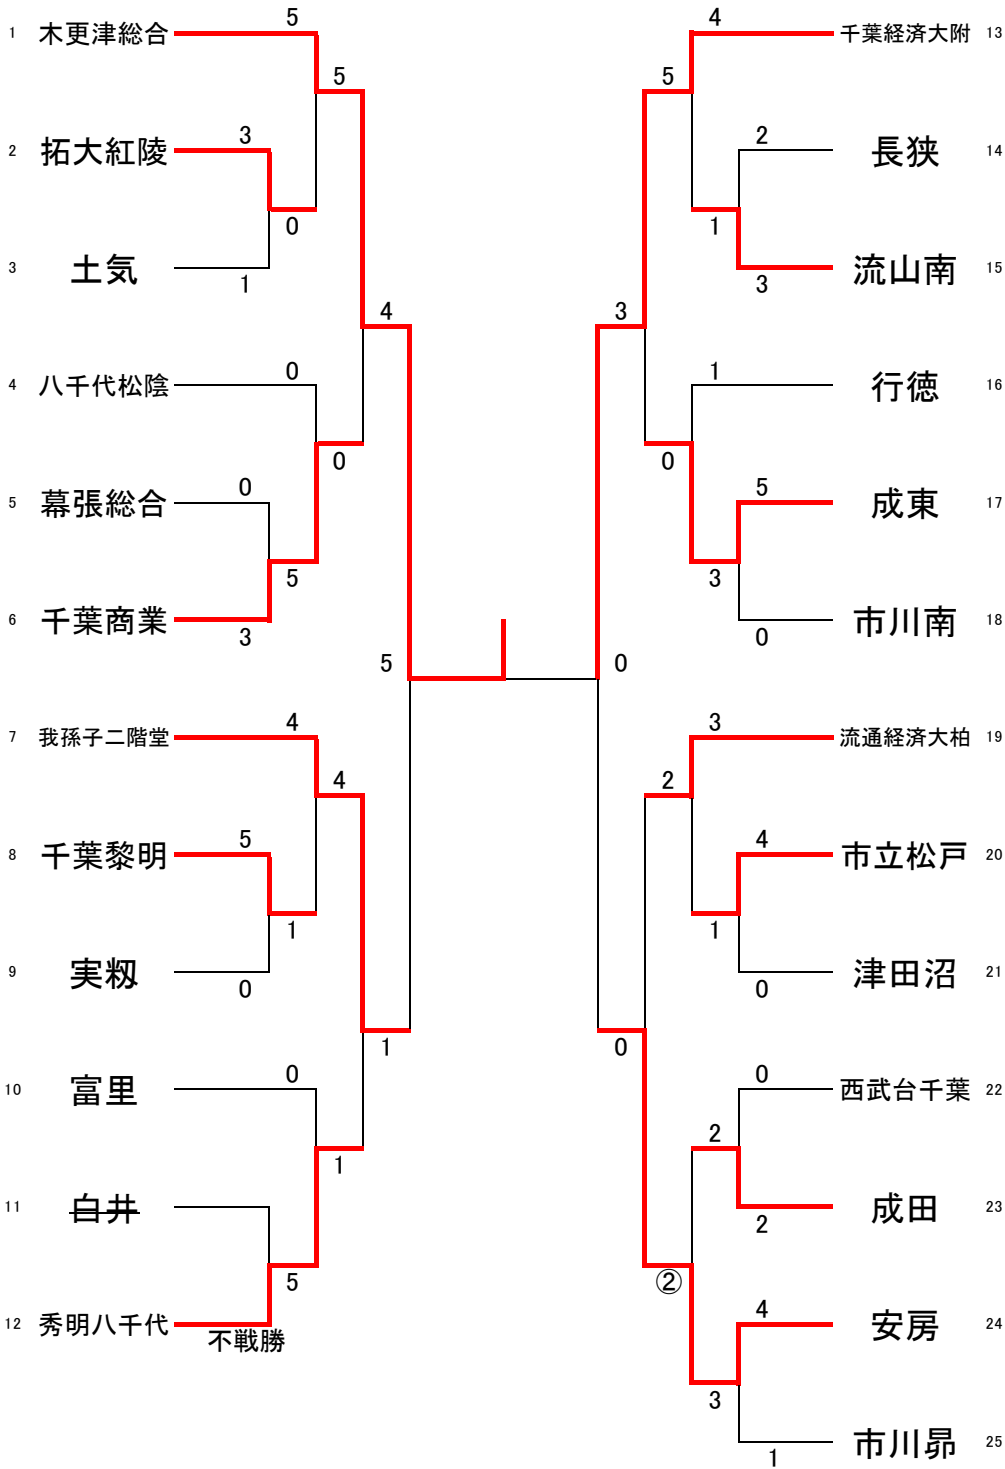 1 木更津総合 5 4 千葉経済大附 13
5 5
2 拓大紅陵 3 2 長狭 14
0 1
3 土気 1 3 流山南 15
4 3
4 八千代松陰 0 1 行徳 16
0 0
5 幕張総合 0 5 成東 17
5 3
6 千葉商業 3 0 市川南 18
5 0
7 我孫子二階堂 4 3 流通経済大柏 19
4 2
8 千葉黎明 5 4 市立松戸 20
1 1
9 実籾 0 0 津田沼 21
1 0
10 富里 0 0 西武台千葉 22
1 2
11 白井 2 成田 23
5 ②
12 秀明八千代 不戦勝 4 安房 24
3
1 市川昴 25